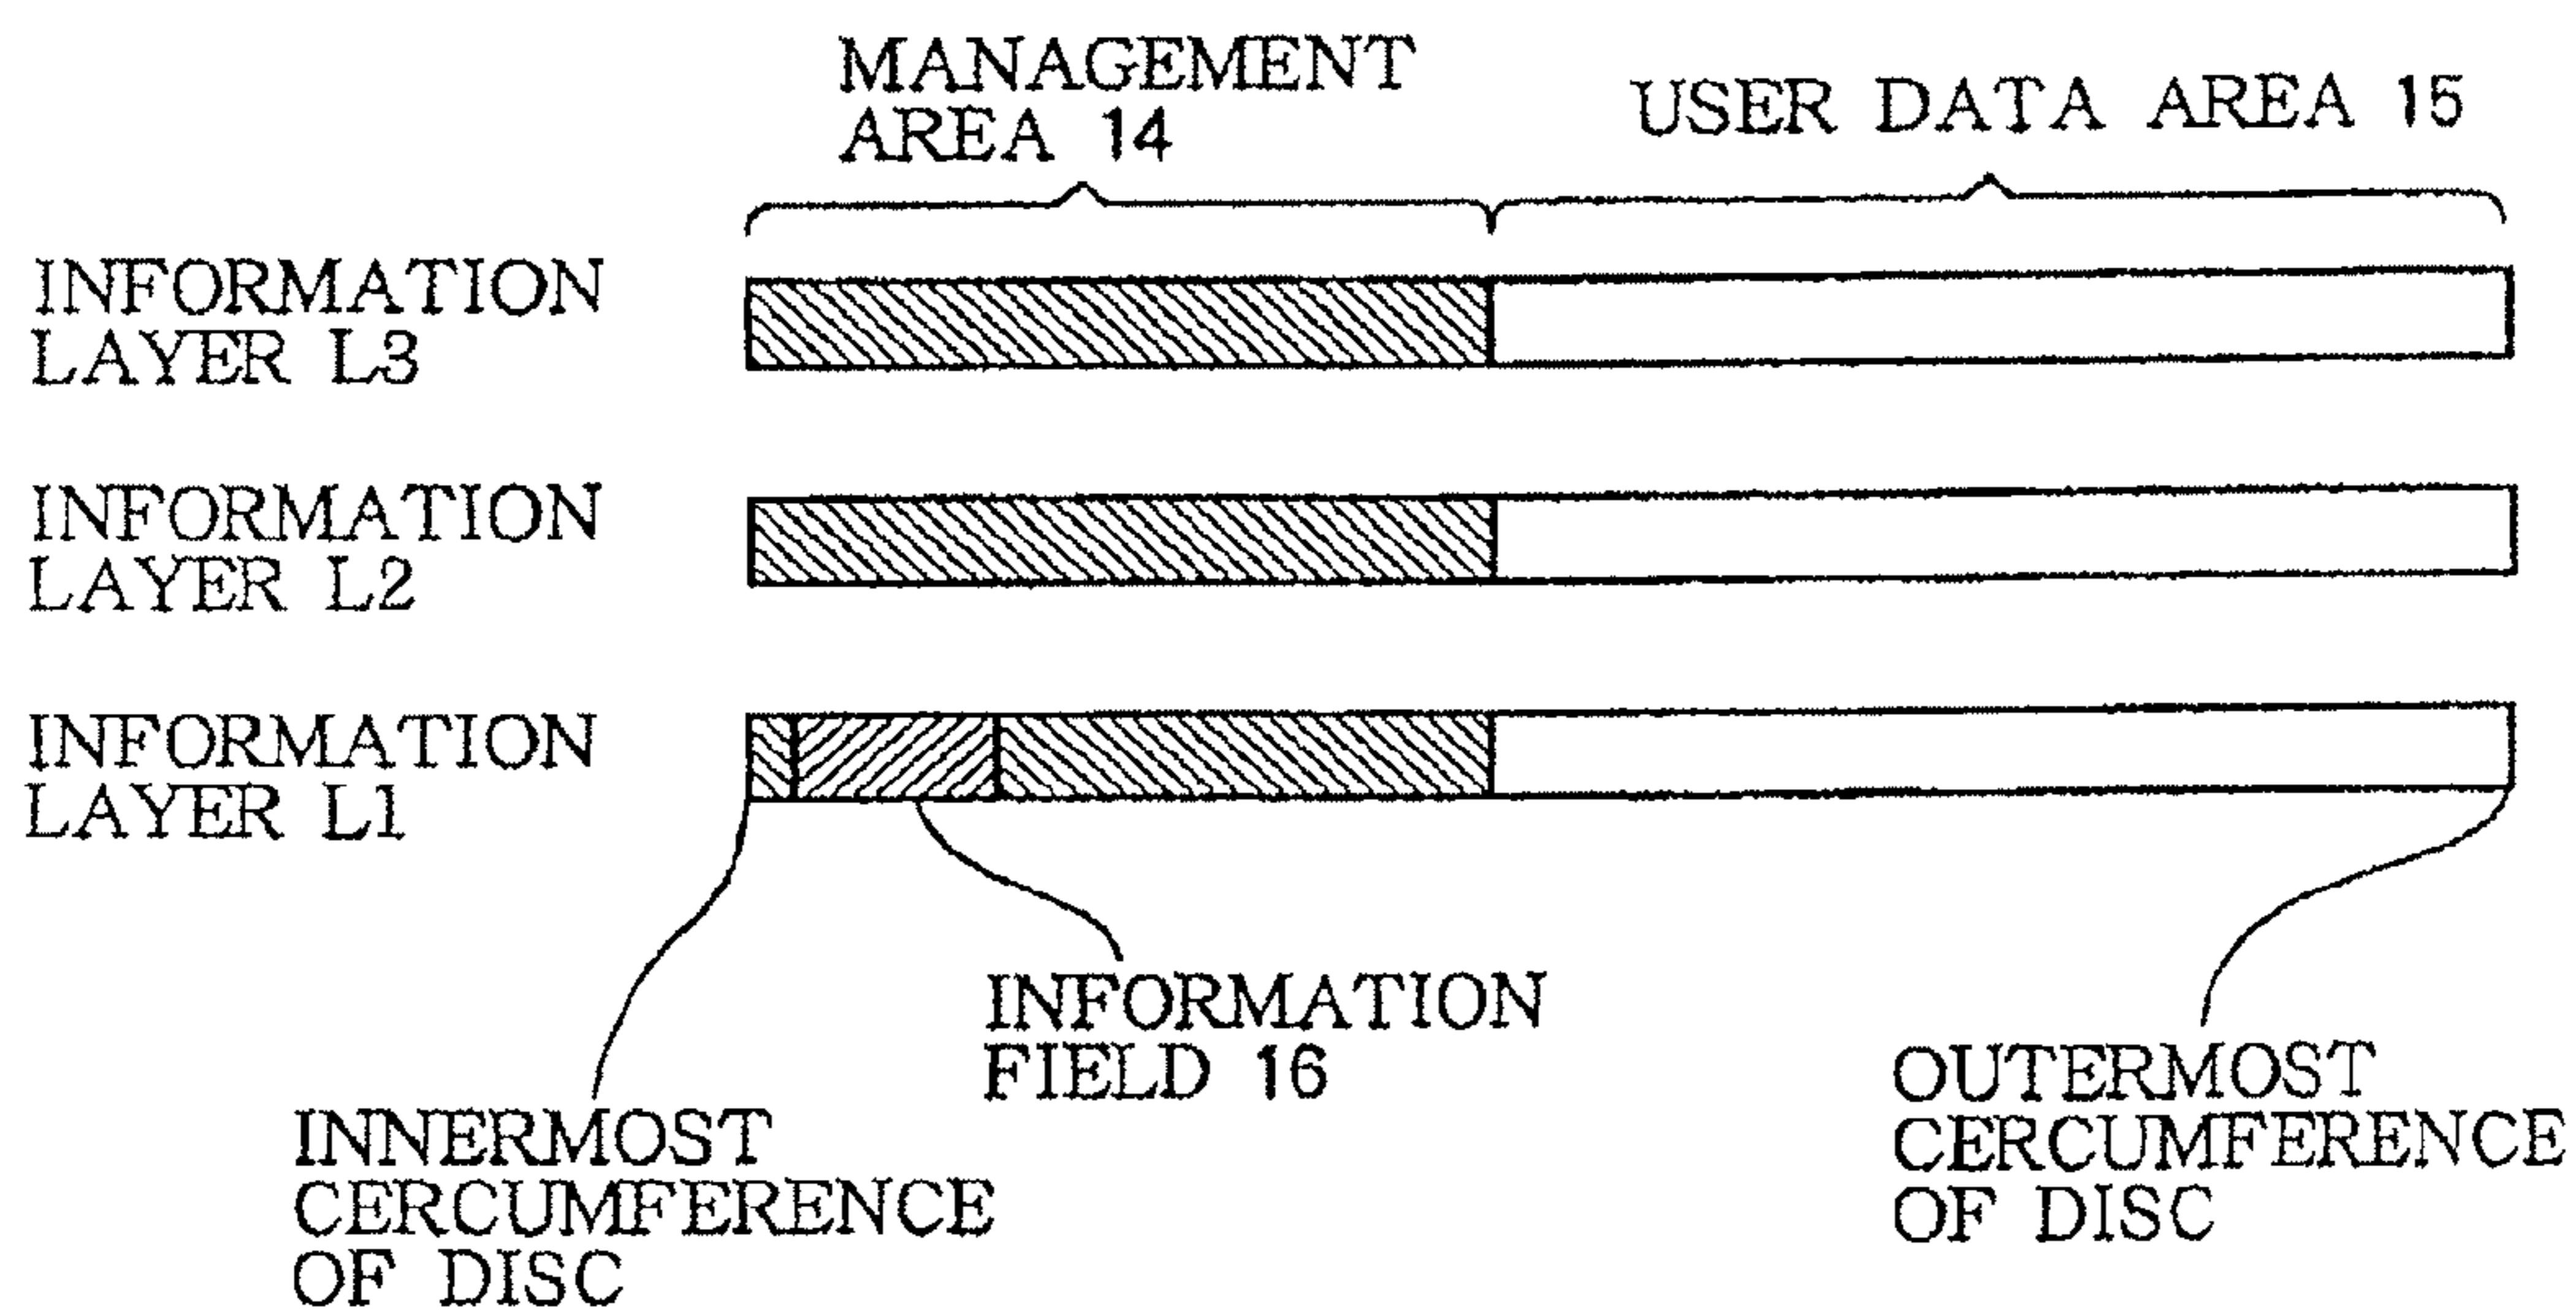 MANAGEMENT
AREA 14
USER DATA AREA 15
INFORMATION
LAYER L3
INFORMATION
LAYER L2
INFORMATION
LAYER L1
INFORMATION
FIELD 16
INNERMOST
CERCUMFERENCE
OF DISC
OUTERMOST
CERCUMFERENCE
OF DISC